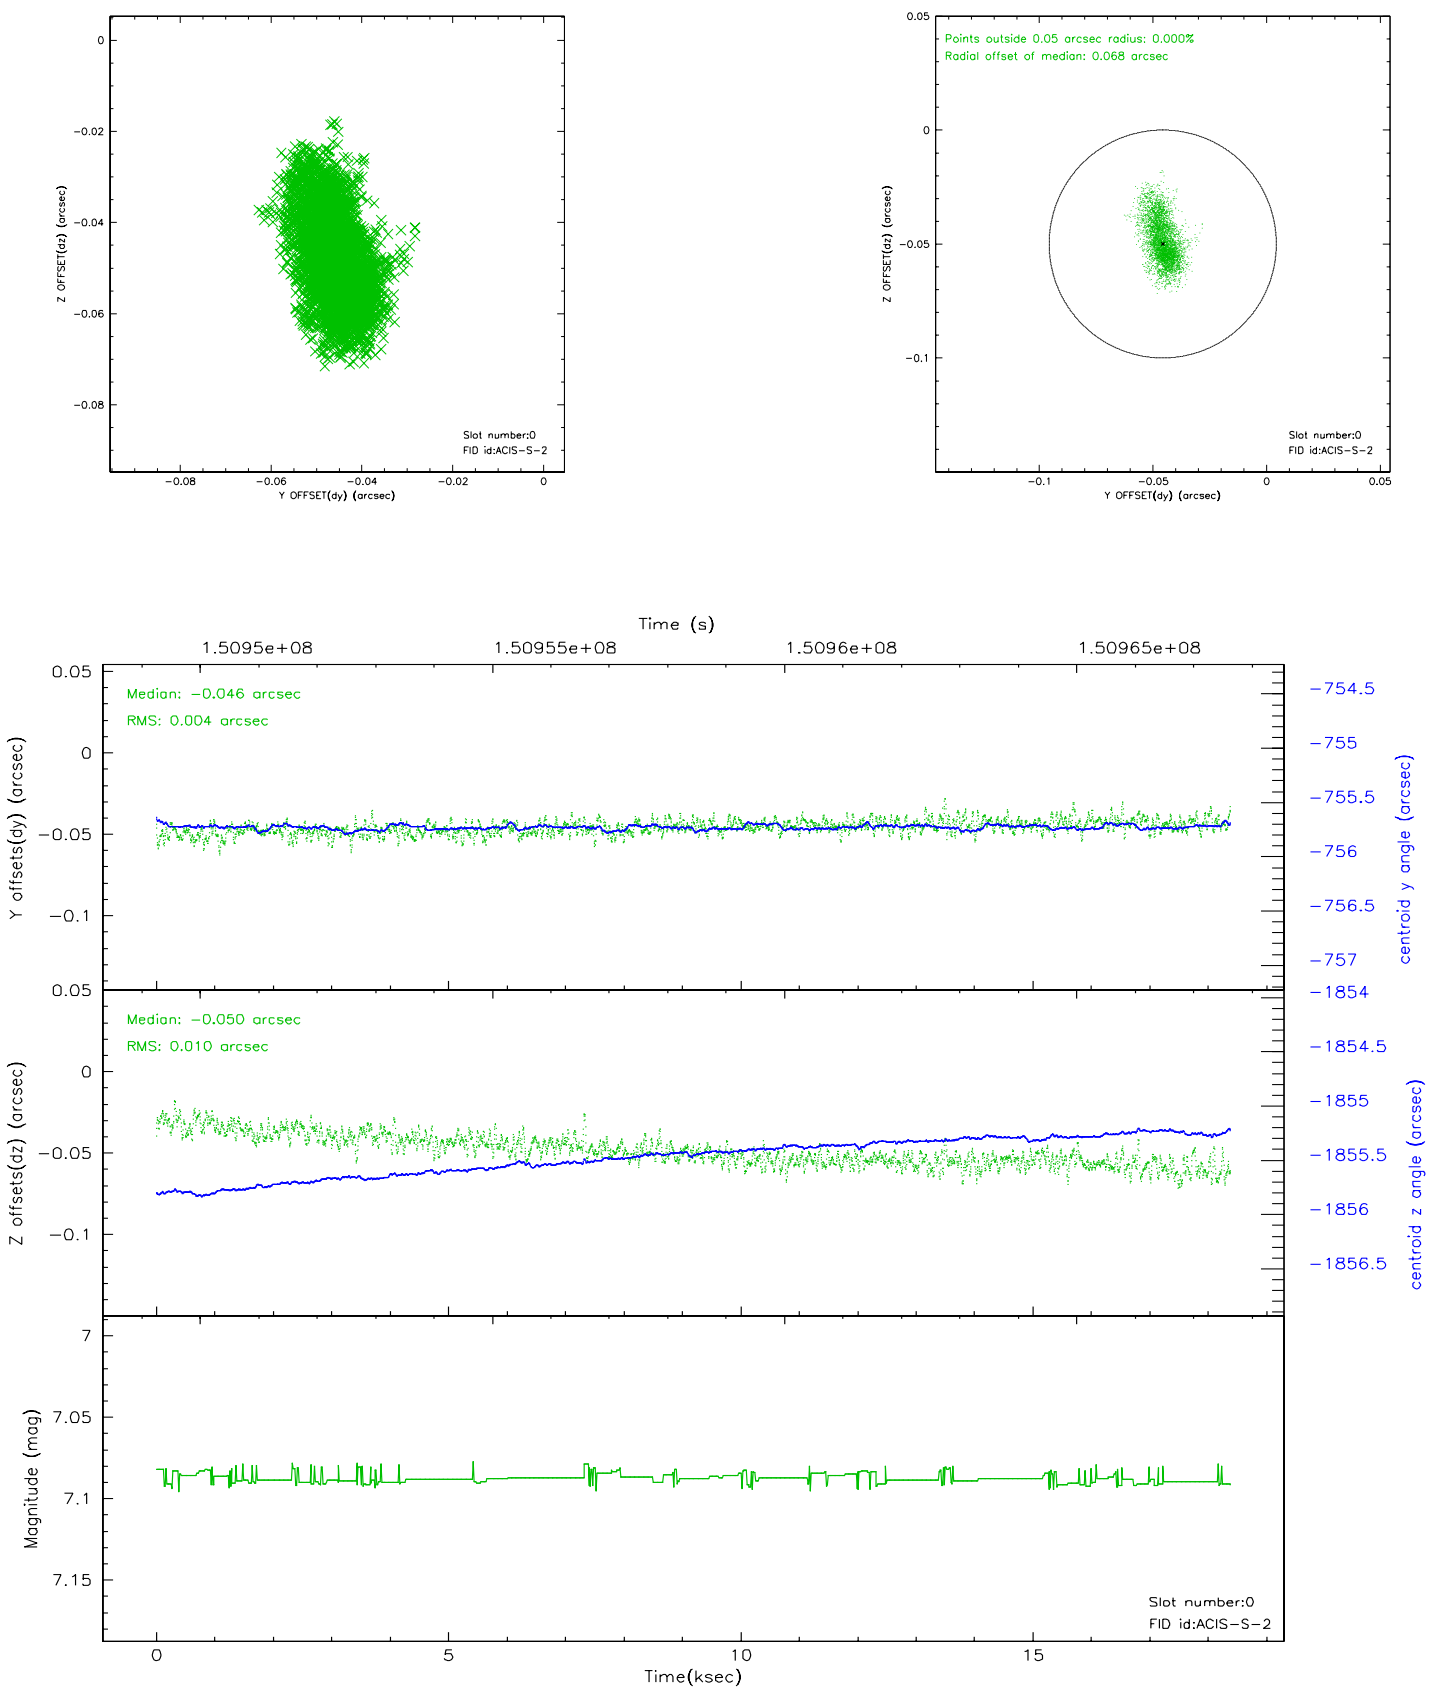 0
−0.02
−0.04
−0.06
−0.08
Z OFFSET(dz) (arcsec)
Slot number:0
FID id:ACIS−S−2
−0.08 −0.06 −0.04 −0.02 0
Y OFFSET(dy) (arcsec)
0.05
Points outside 0.05 arcsec radius: 0.000%
Radial offset of median: 0.068 arcsec
0
−0.05
−0.1
Z OFFSET(dz) (arcsec)
Slot number:0
FID id:ACIS−S−2
−0.1 −0.05 0 0.05
Y OFFSET(dy) (arcsec)
Time (s)
1.5095e+08 1.50955e+08 1.5096e+08 1.50965e+08
0.05
0
−0.05
−0.1
Y offsets(dy) (arcsec)
Median: −0.046 arcsec
RMS: 0.004 arcsec
−754.5
−755
−755.5
−756
−756.5
−757
centroid y angle (arcsec)
0.05
0
−0.05
−0.1
Z offsets(dz) (arcsec)
Median: −0.050 arcsec
RMS: 0.010 arcsec
−1854
−1854.5
−1855
−1855.5
−1856
−1856.5
centroid z angle (arcsec)
7
7.05
7.1
7.15
Magnitude (mag)
Slot number:0
FID id:ACIS−S−2
0 5 10 15
Time(ksec)